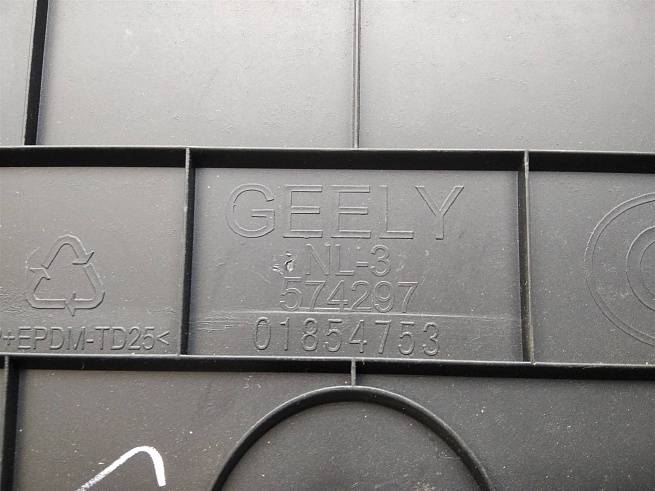 GEELY
NL-3
574297
01854753
+EPDM-TD25<